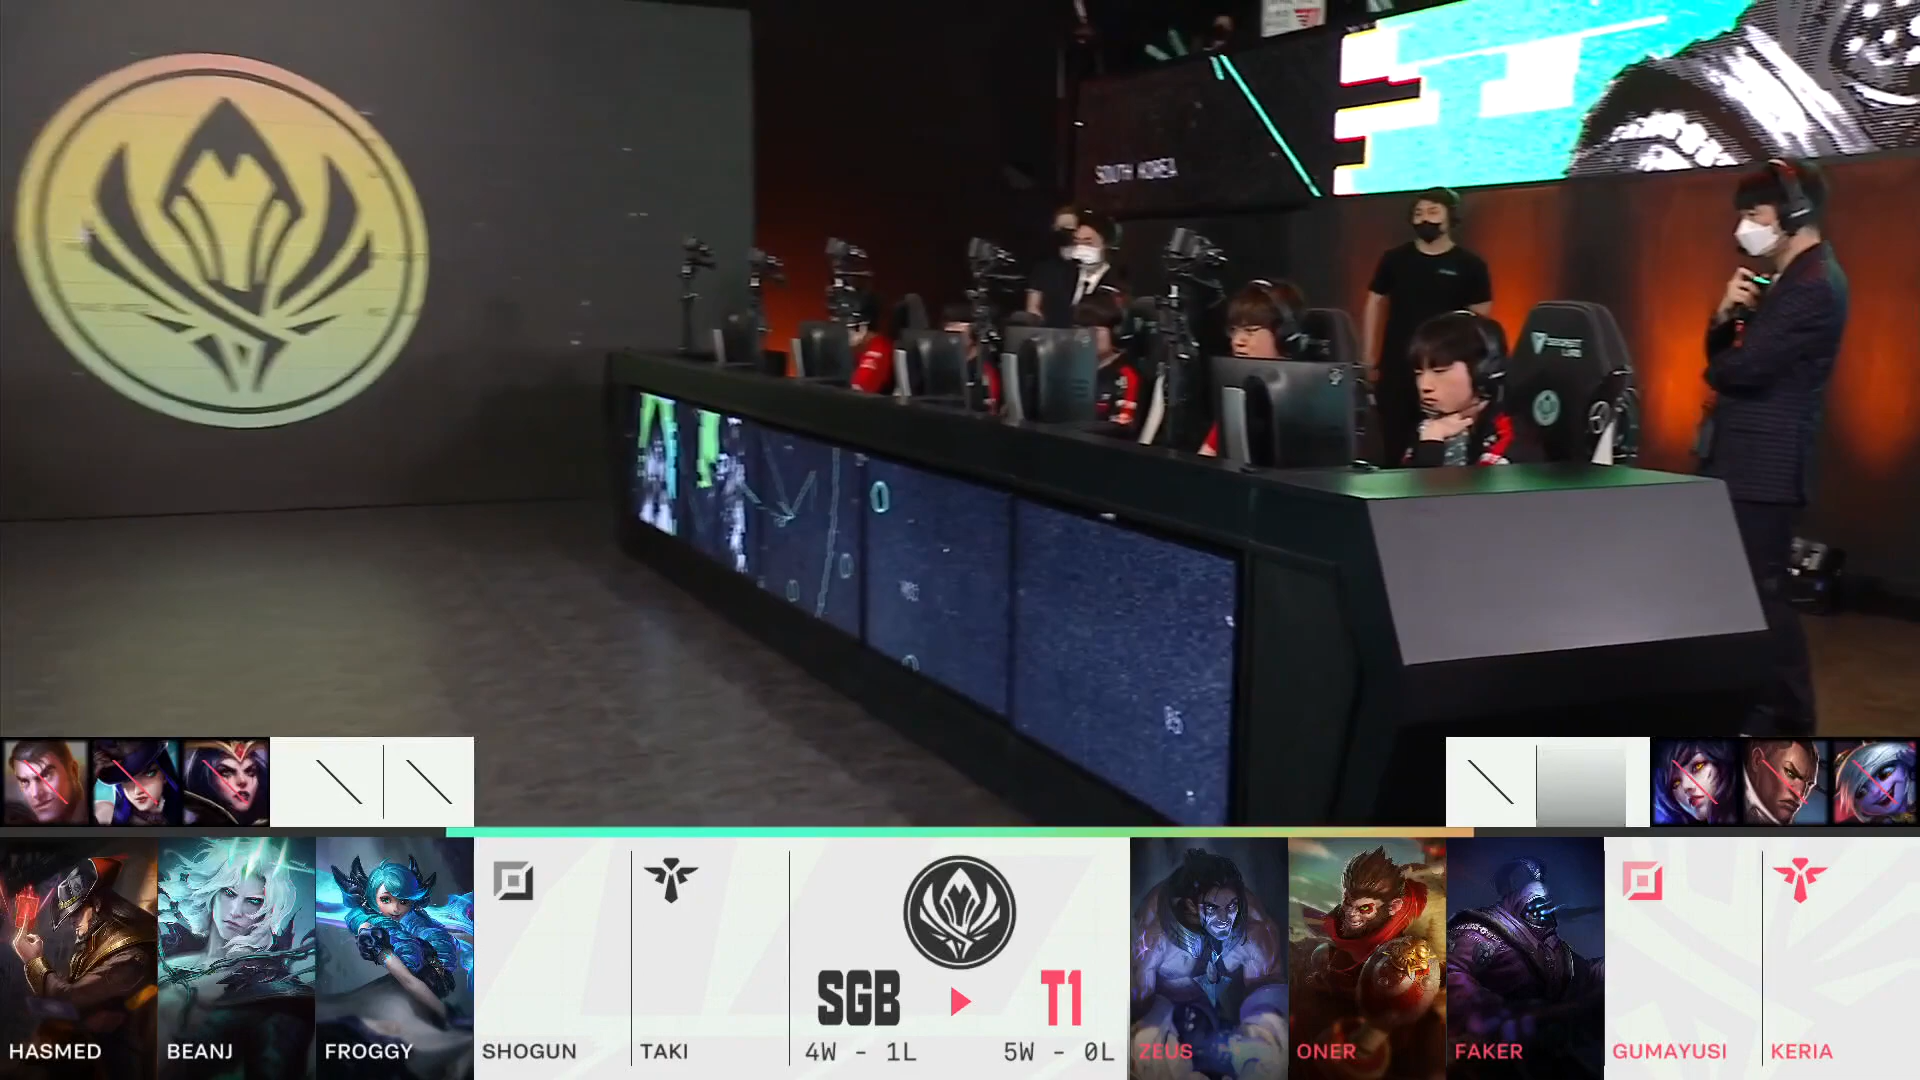 SOUTH KOREA
SGB
T1
4W - 1L
5W - 0L
HASMED
BEANJ
FROGGY
SHOGUN
TAKI
ZEUS
ONER
FAKER
GUMAYUSI
KERIA